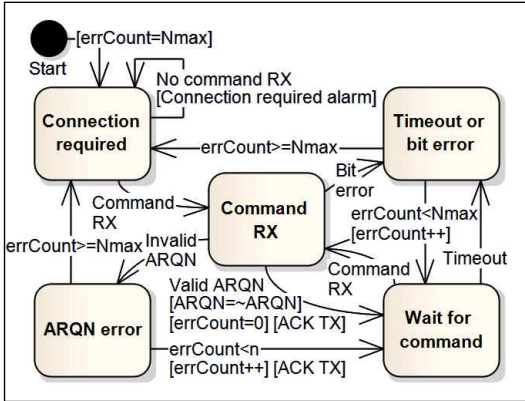 [errCount=Nmax]
Start
No command RX
[Connection required alarm]
Connection
required
Timeout or
bit error
errCount>=Nmax
Bit
error
Command
RX
Command
RX
errCount<Nmax
[errCount++]
errCount>=Nmax
Invalid
ARQN
Command
RX
Timeout
Valid ARQN
[ARQN=~ARQN]
[errCount=0] [ACK TX]
ARQN error
Wait for
command
errCount<n
[errCount++] [ACK TX]